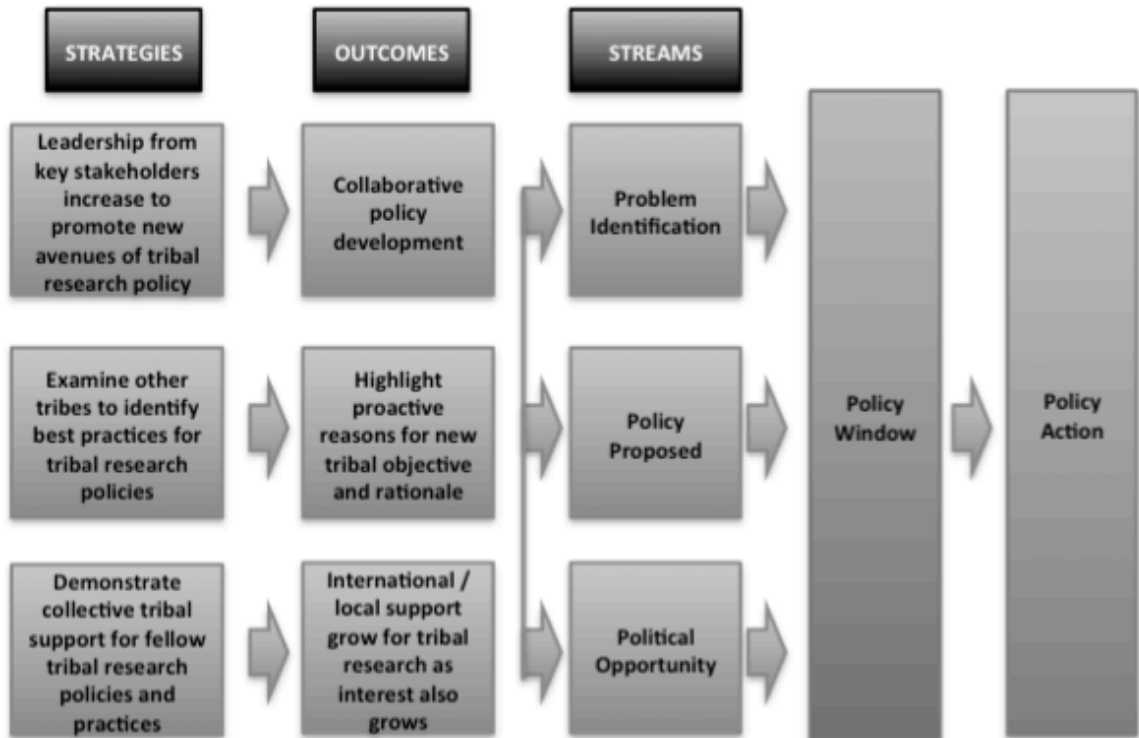 STRATEGIES
OUTCOMES
STREAMS
Leadership from
key stakeholders
increase to
promote new
avenues of tribal
research policy
Collaborative
policy
development
Problem
Identification
Examine other
tribes to identify
best practices for
tribal research
policies
Highlight
proactive
reasons for new
tribal objective
and rationale
Policy
Proposed
Policy
Window
Policy
Action
Demonstrate
collective tribal
support for fellow
tribal research
policies and
practices
International /
local support
grow for tribal
research as
interest also
grows
Political
Opportunity